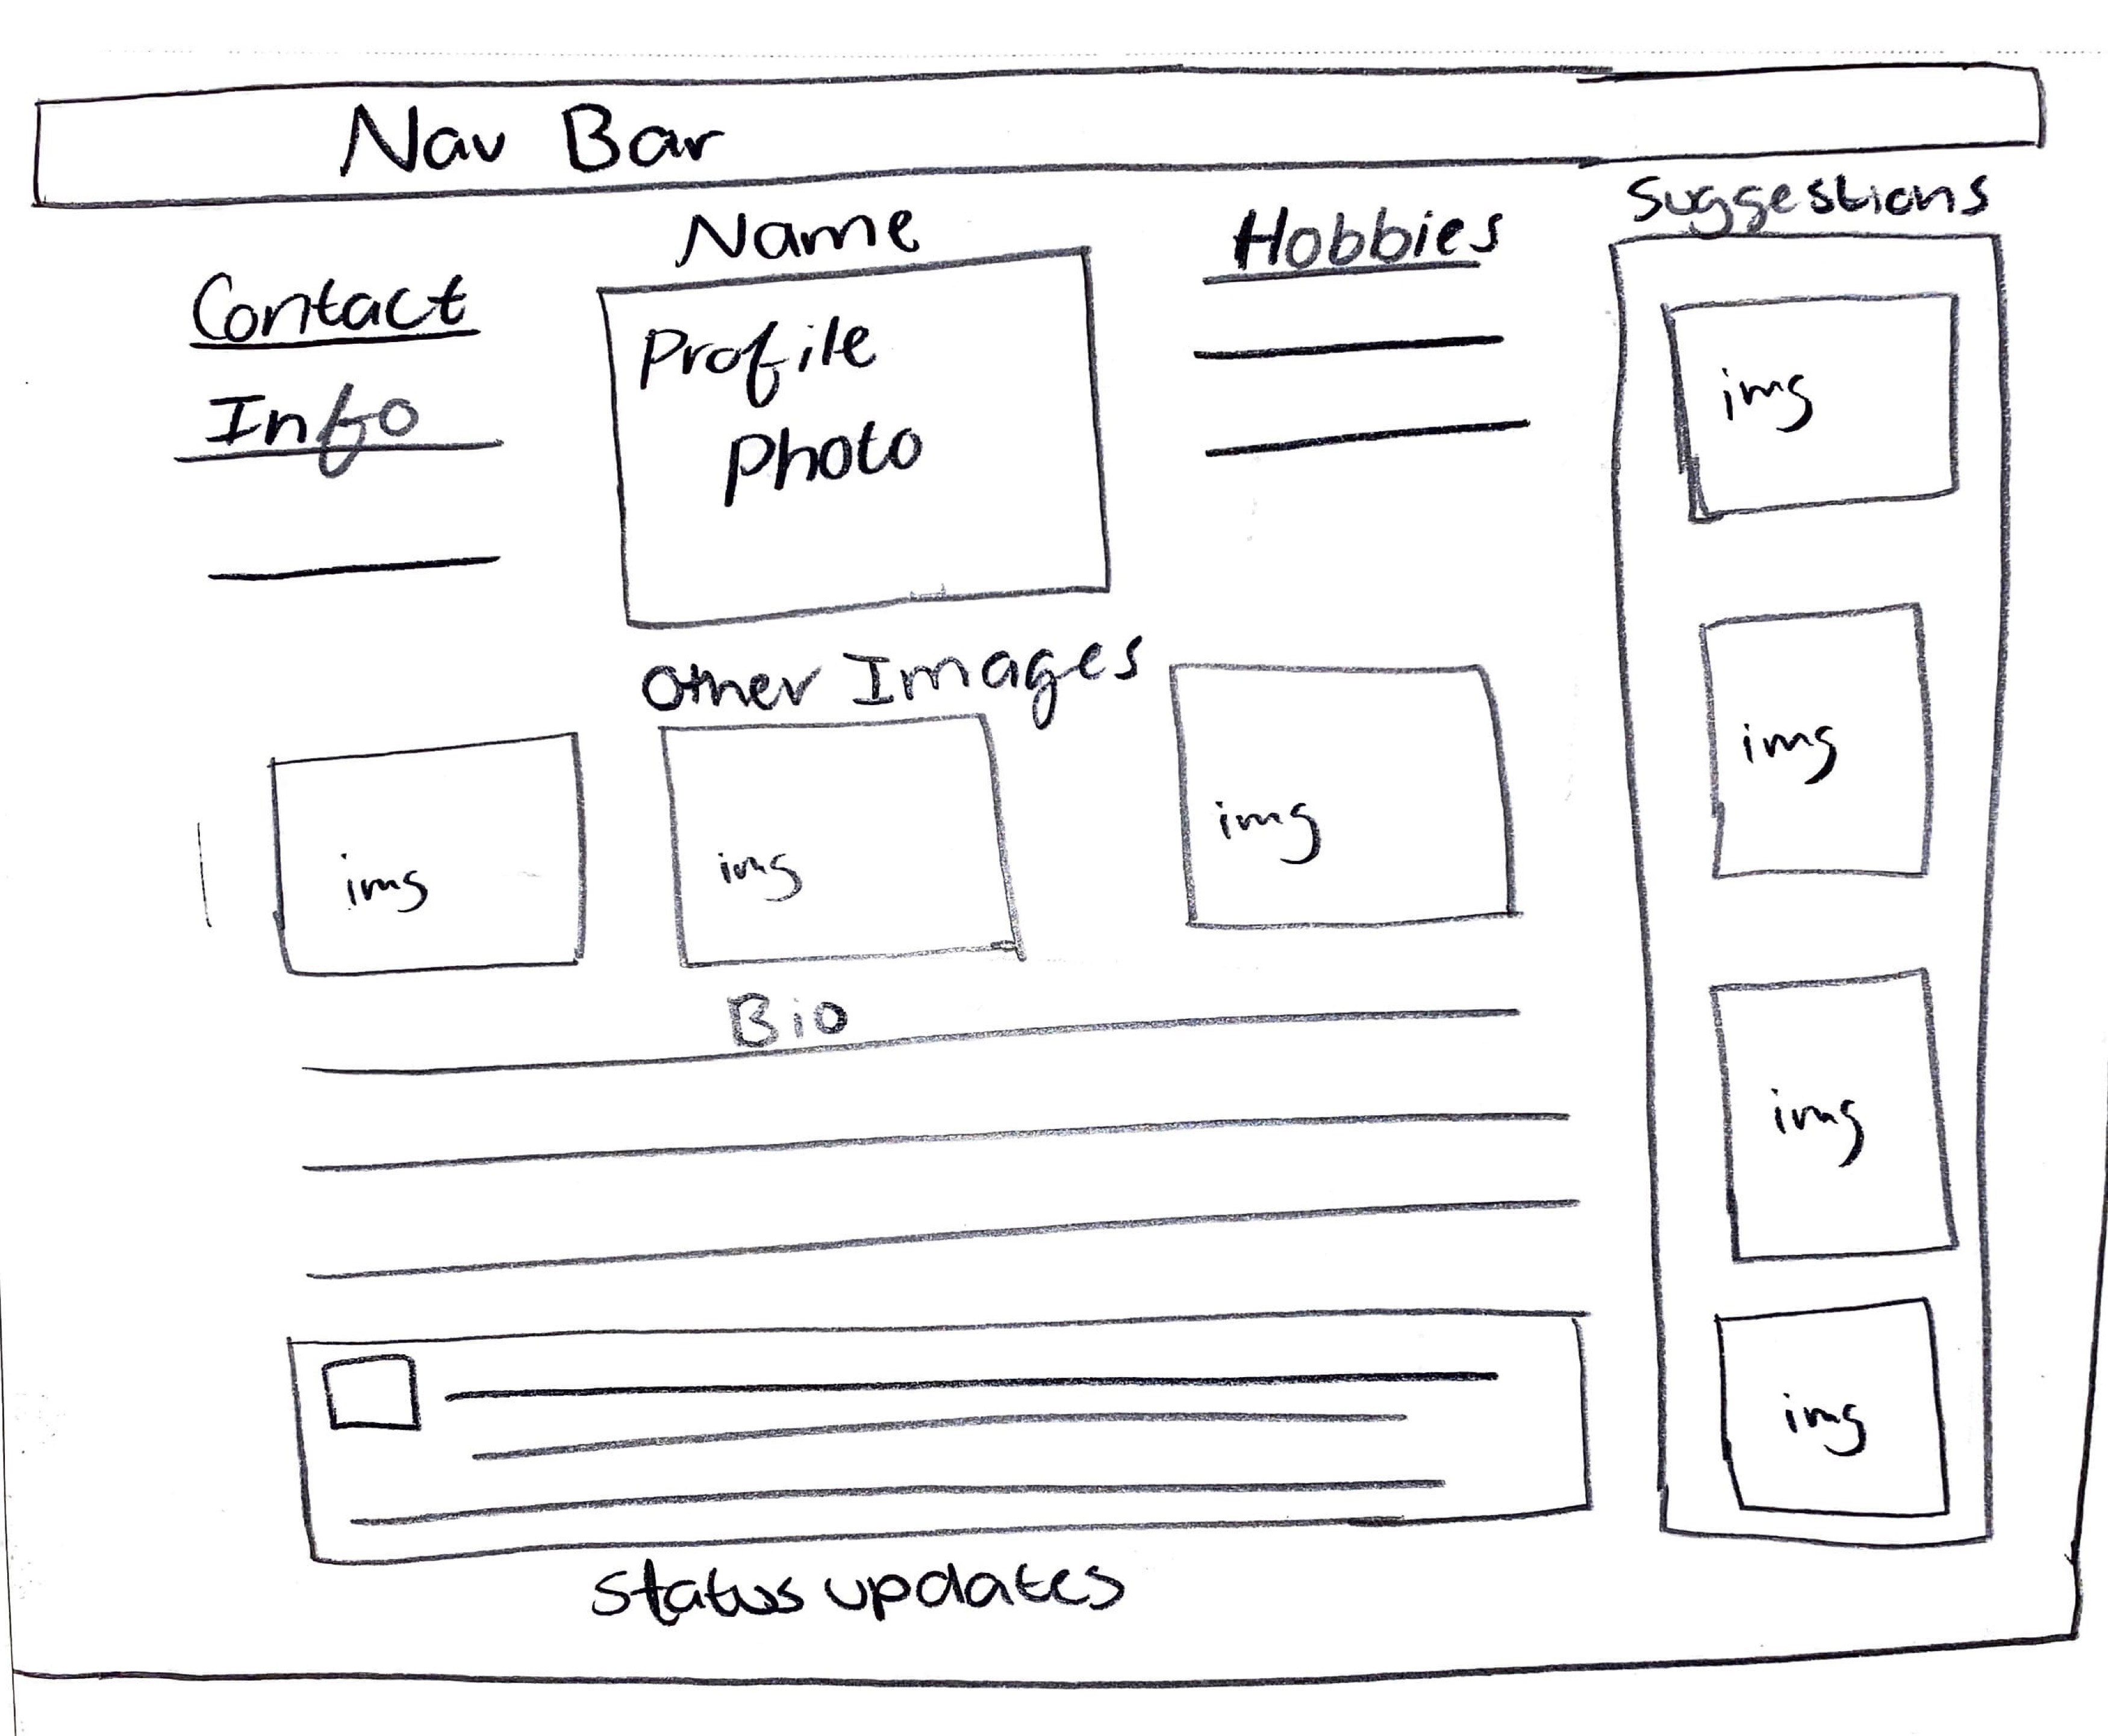 Nav Bar
Suggestions
Name
Hobbies
Contact
Info
Profile
Photo
img
Other Images
img
img
img
img
Bio
img
img
Status updates